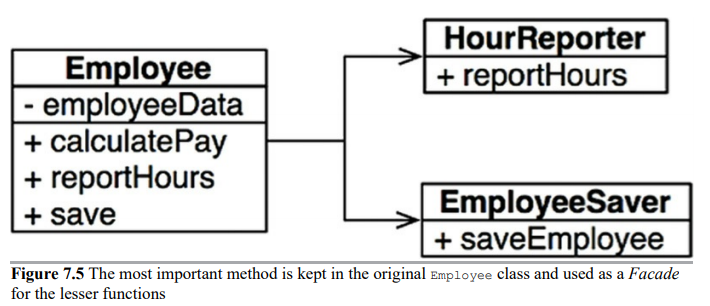 Employee
- employeeData
+ calculatePay
+ reportHours
+ save
HourReporter
+ reportHours
EmployeeSaver
+ saveEmployee
Figure 7.5 The most important method is kept in the original Employee class and used as a Facade
for the lesser functions